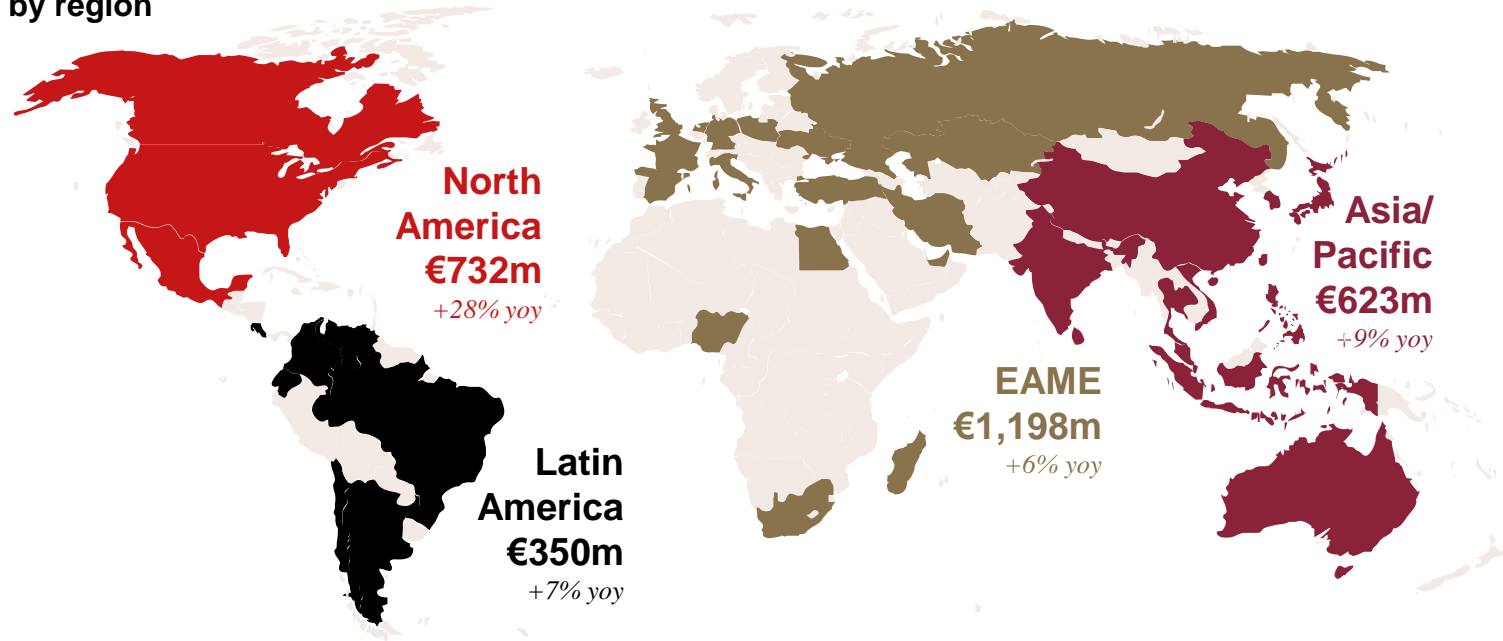 by region
North
America
€732m
+28% yoy
Asia/
Pacific
€623m
+9% yoy
EAME
€1,198m
+6% yoy
Latin
America
€350m
+7% yoy